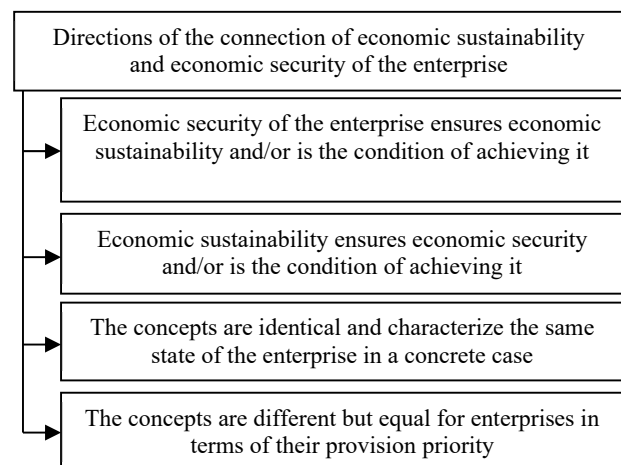 Directions of the connection of economic sustainability
and economic security of the enterprise
Economic security of the enterprise ensures economic
sustainability and/or is the condition of achieving it
Economic sustainability ensures economic security
and/or is the condition of achieving it
The concepts are identical and characterize the same
state of the enterprise in a concrete case
The concepts are different but equal for enterprises in
terms of their provision priority